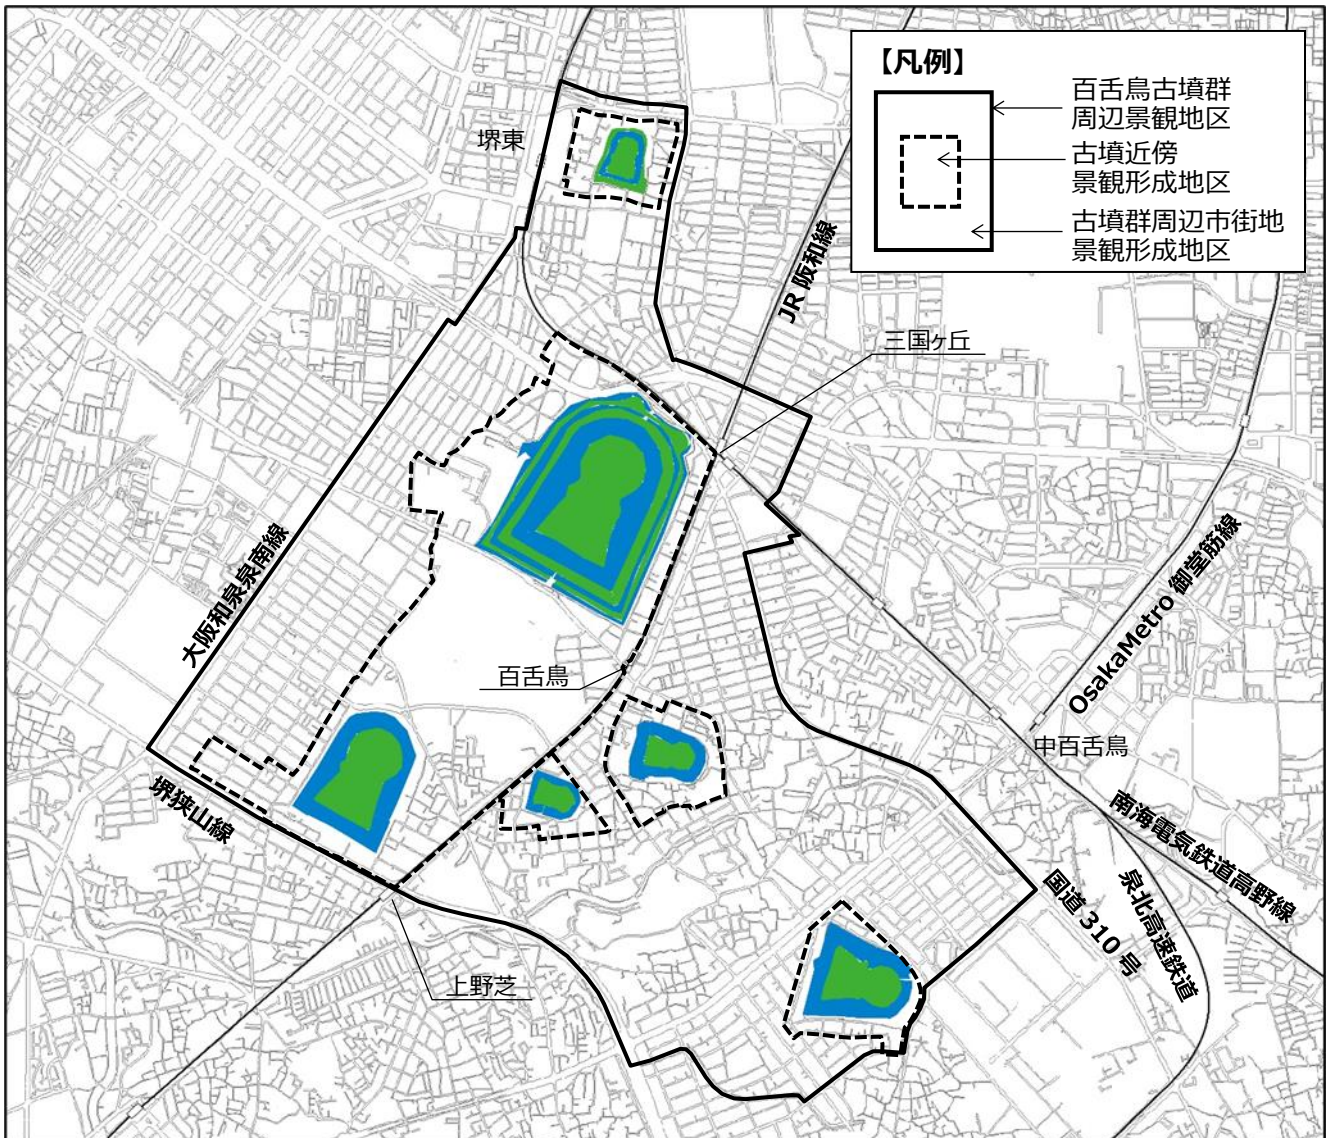 【凡例】
百舌鳥古墳群
周辺景観地区
古墳近傍
景観形成地区
古墳群周辺市街地
景観形成地区
堺東
JR 阪和線
三国ヶ丘
大阪和泉泉南線
OsakaMetro 御堂筋線
百舌鳥
中百舌鳥
堺狭山線
南海電気鉄道高野線
泉北高速鉄道
国道 310 号
上野芝